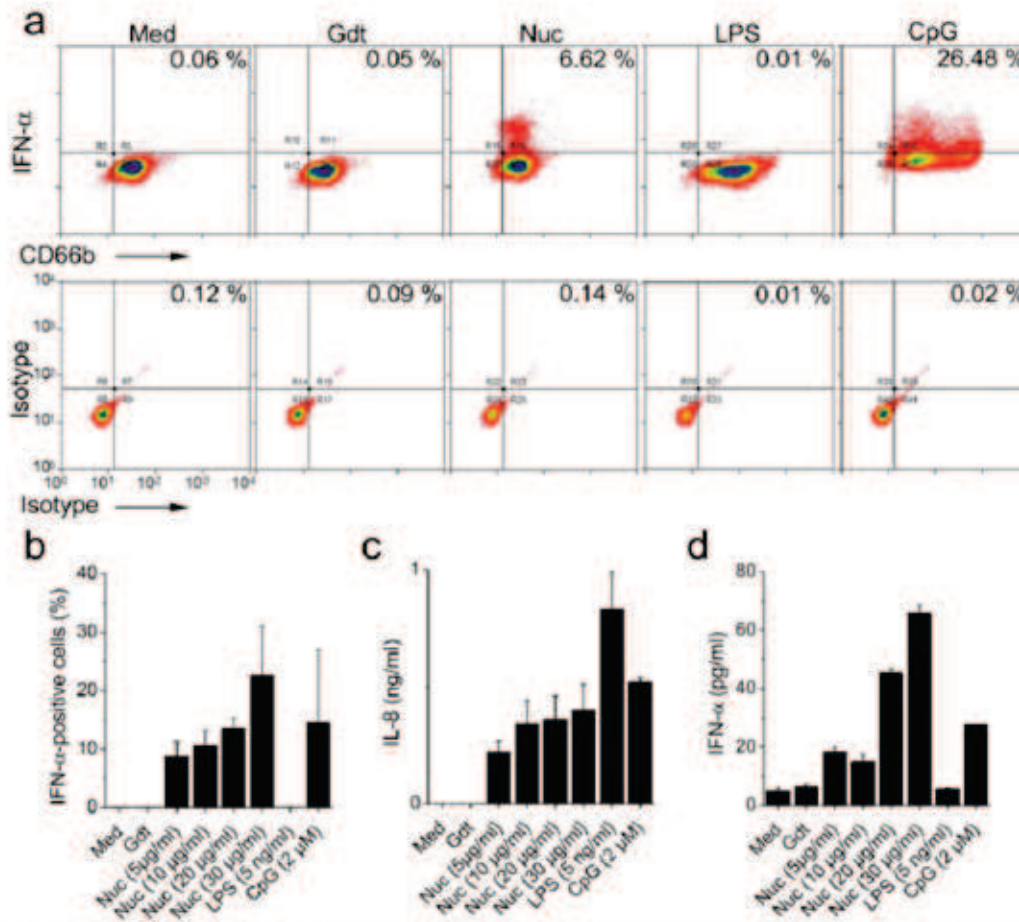 a
Med Gdt Nuc LPS CpG
0.06 % 0.05 % 6.62 % 0.01 % 26.48 %
IFN-α
CD66b
0.12 % 0.09 % 0.14 % 0.01 % 0.02 %
10⁴
10³
10²
10¹
10⁰
Isotype
10⁰ 10¹ 10² 10³ 10⁴
Isotype
b
40
30
20
10
0
IFN-α-positive cells (%)
Med
Gdt
Nuc (5µg/ml)
Nuc (10 µg/ml)
Nuc (20 µg/ml)
Nuc (30 µg/ml)
LPS (5 ng/ml)
CpG (2 µM)
c
1
0
IL-8 (ng/ml)
Med
Gdt
Nuc (5µg/ml)
Nuc (10 µg/ml)
Nuc (20 µg/ml)
Nuc (30 µg/ml)
LPS (5 ng/ml)
CpG (2 µM)
d
80
60
40
20
0
IFN-α (pg/ml)
Med
Gdt
Nuc (5µg/ml)
Nuc (10 µg/ml)
Nuc (20 µg/ml)
Nuc (30 µg/ml)
LPS (5 ng/ml)
CpG (2 µM)